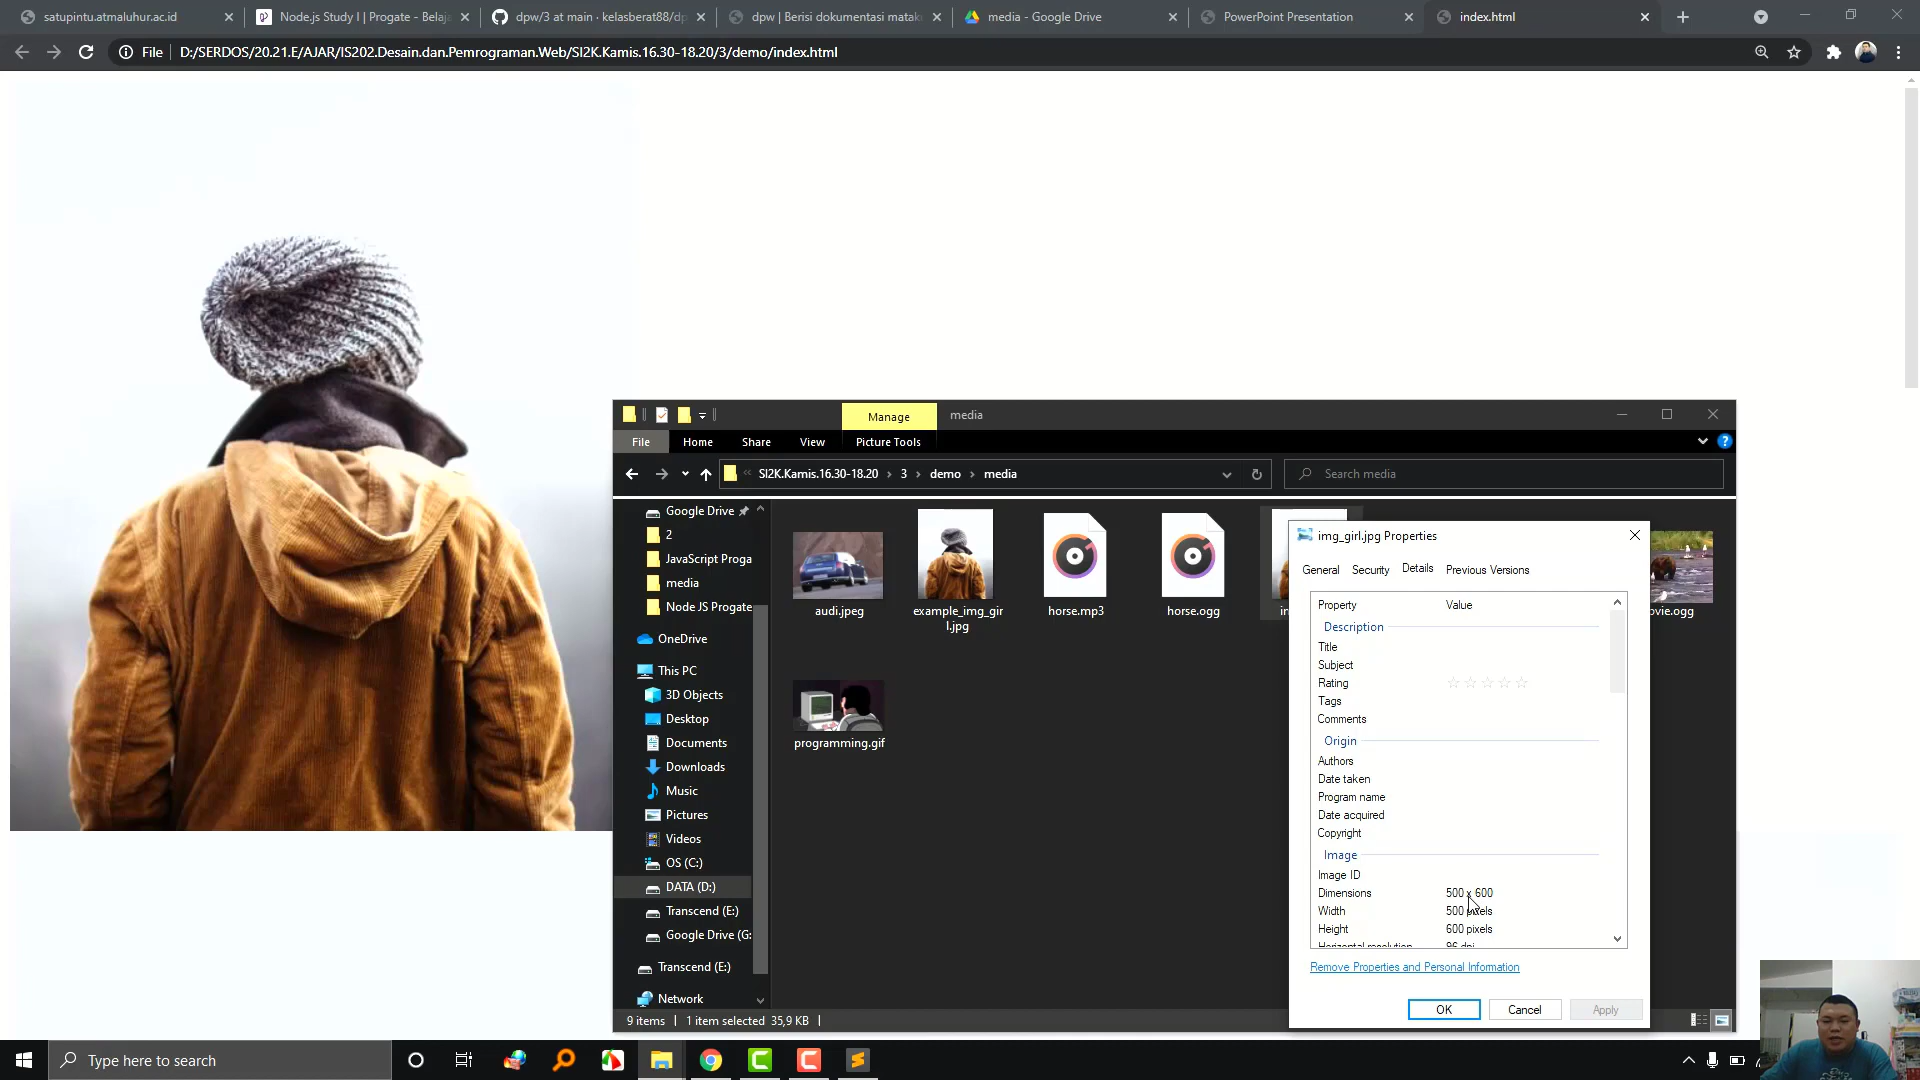 satupintu.atmaluhur.ac.id
Node.js Study I | Progate - Belaja
dpw/3 at main · kelasberat88/dp
dpw | Berisi dokumentasi mataku
media - Google Drive
PowerPoint Presentation
index.html
File
D:/SERDOS/20.21.E/AJAR/IS202.Desain.dan.Pemrograman.Web/SI2K.Kamis.16.30-18.20/3/demo/index.html
Manage
media
File
Home
Share
View
Picture Tools
SI2K.Kamis.16.30-18.20 > 3 > demo > media
Search media
Google Drive
2
JavaScript Proga
media
Node JS Progate
OneDrive
This PC
3D Objects
Desktop
Documents
Downloads
Music
Pictures
Videos
OS (C:)
DATA (D:)
Transcend (E:)
Google Drive (G:
Transcend (E:)
Network
audi.jpeg
example_img_gir
l.jpg
horse.mp3
horse.ogg
ovie.ogg
programming.gif
img_girl.jpg Properties
General
Security
Details
Previous Versions
Property
Value
Description
Title
Subject
Rating
Tags
Comments
Origin
Authors
Date taken
Program name
Date acquired
Copyright
Image
Image ID
Dimensions
500 x 600
Width
500 pixels
Height
600 pixels
Horizontal resolution
96 dpi
Remove Properties and Personal Information
OK
Cancel
Apply
9 items
1 item selected 35,9 KB
Type here to search